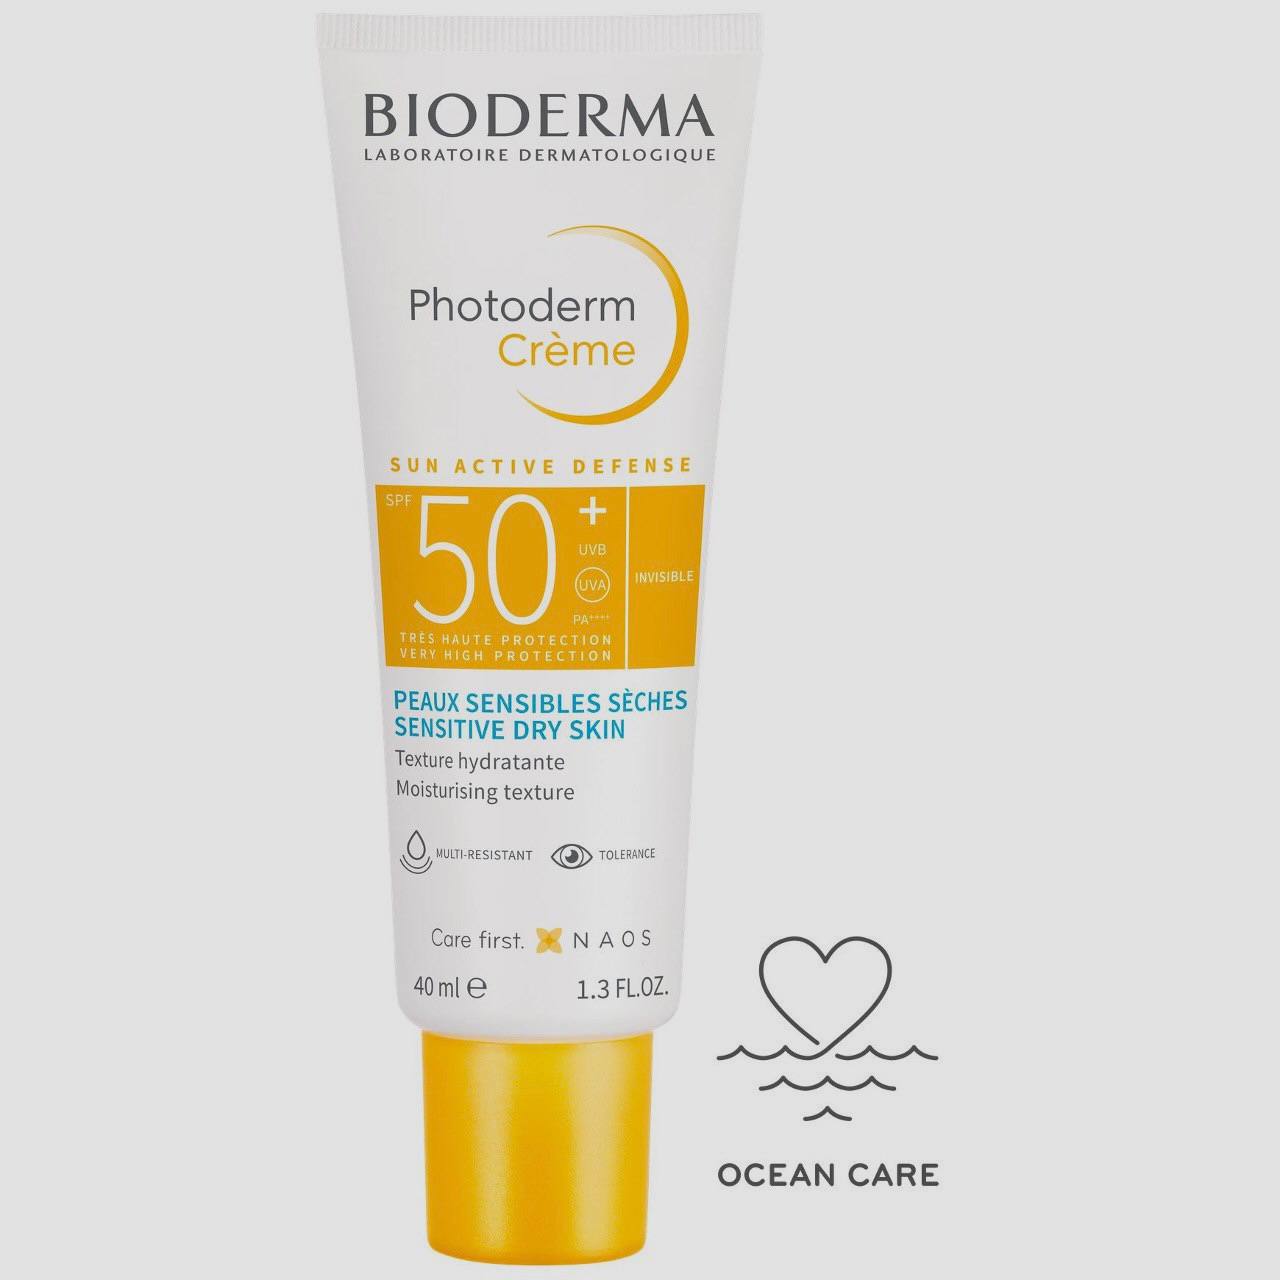 BIODERMA
LABORATOIRE DERMATOLOGIQUE
Photoderm
Crème
SUN ACTIVE DEFENSE
SPF 50+
UVB
UVA
PA++++
INVISIBLE
TRÈS HAUTE PROTECTION
VERY HIGH PROTECTION
PEAUX SENSIBLES SÈCHES
SENSITIVE DRY SKIN
Texture hydratante
Moisturising texture
MULTI-RESISTANT TOLERANCE
Care first. NAOS
40 ml ℮ 1.3 FL.OZ.
OCEAN CARE